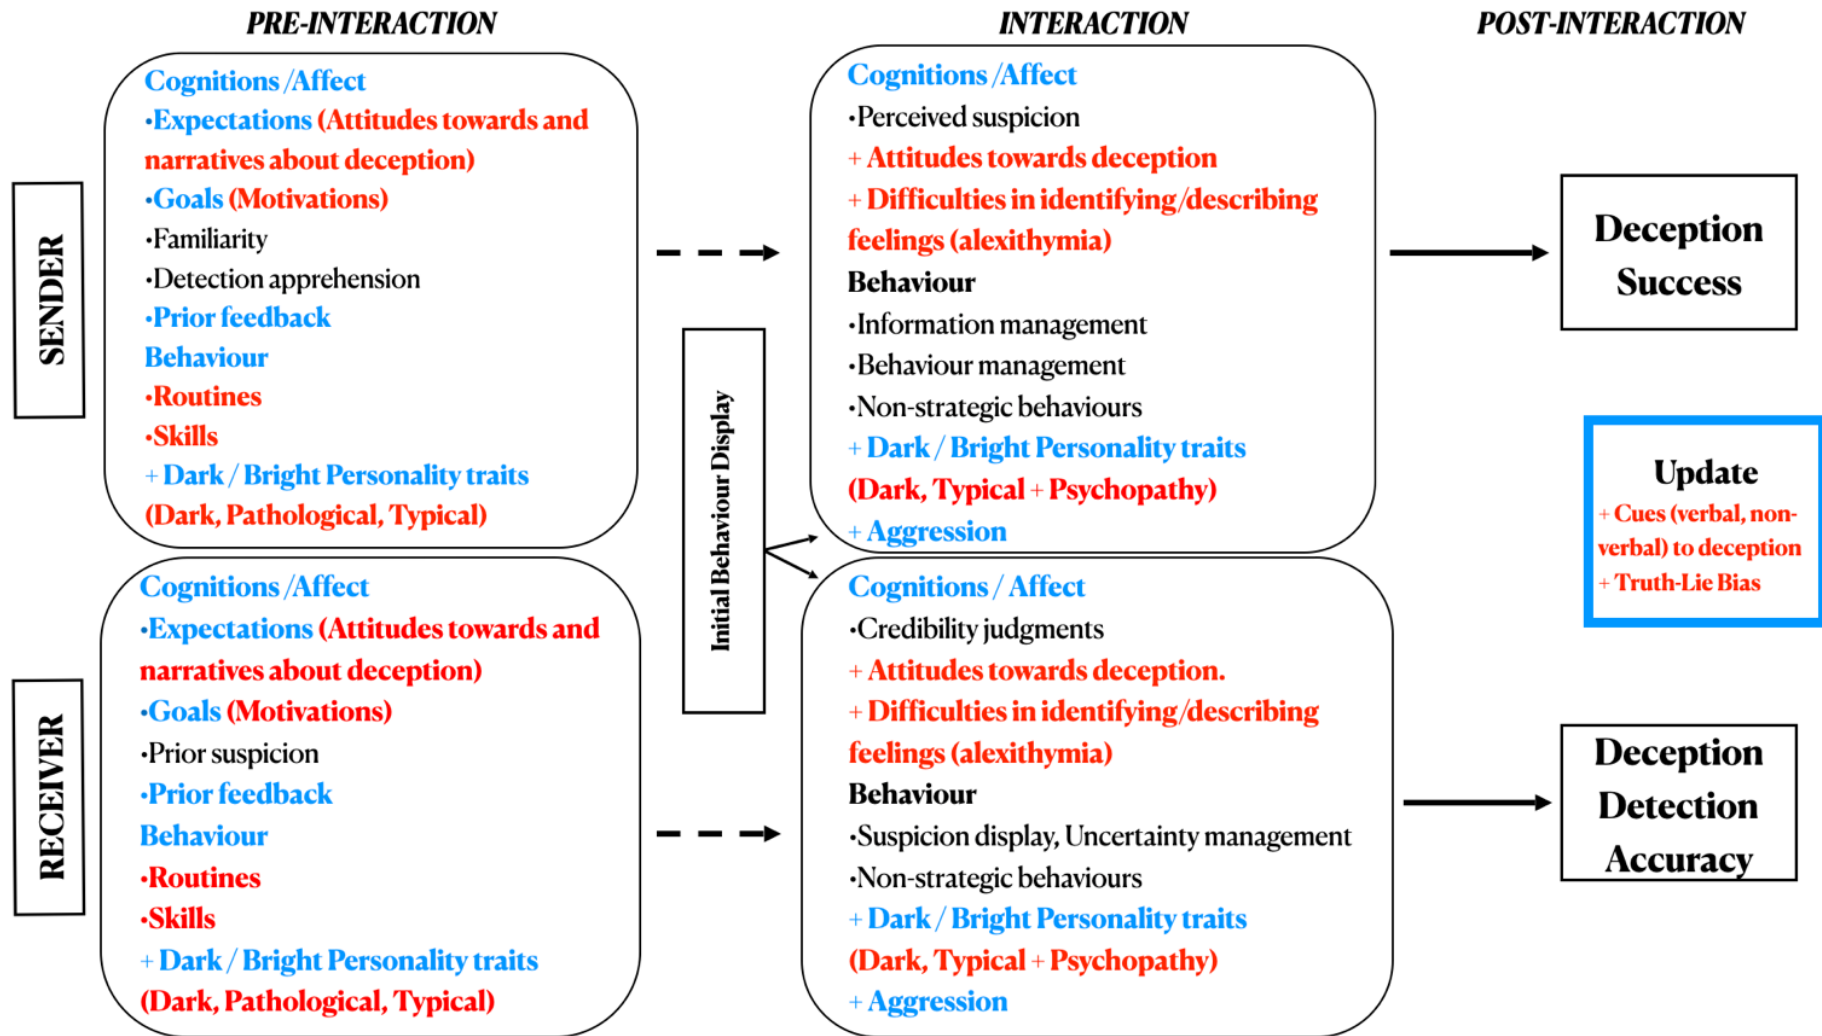 PRE-INTERACTION
INTERACTION
POST-INTERACTION
SENDER
Cognitions /Affect
•Expectations (Attitudes towards and
narratives about deception)
•Goals (Motivations)
•Familiarity
•Detection apprehension
•Prior feedback
Behaviour
•Routines
•Skills
+ Dark / Bright Personality traits
(Dark, Pathological, Typical)
Initial Behaviour Display
Cognitions /Affect
•Perceived suspicion
+ Attitudes towards deception
+ Difficulties in identifying/describing
feelings (alexithymia)
Behaviour
•Information management
•Behaviour management
•Non-strategic behaviours
+ Dark / Bright Personality traits
(Dark, Typical + Psychopathy)
+ Aggression
Deception
Success
Update
+ Cues (verbal, non-
verbal) to deception
+ Truth-Lie Bias
RECEIVER
Cognitions /Affect
•Expectations (Attitudes towards and
narratives about deception)
•Goals (Motivations)
•Prior suspicion
•Prior feedback
Behaviour
•Routines
•Skills
+ Dark / Bright Personality traits
(Dark, Pathological, Typical)
Cognitions / Affect
•Credibility judgments
+ Attitudes towards deception.
+ Difficulties in identifying/describing
feelings (alexithymia)
Behaviour
•Suspicion display, Uncertainty management
•Non-strategic behaviours
+ Dark / Bright Personality traits
(Dark, Typical + Psychopathy)
+ Aggression
Deception
Detection
Accuracy